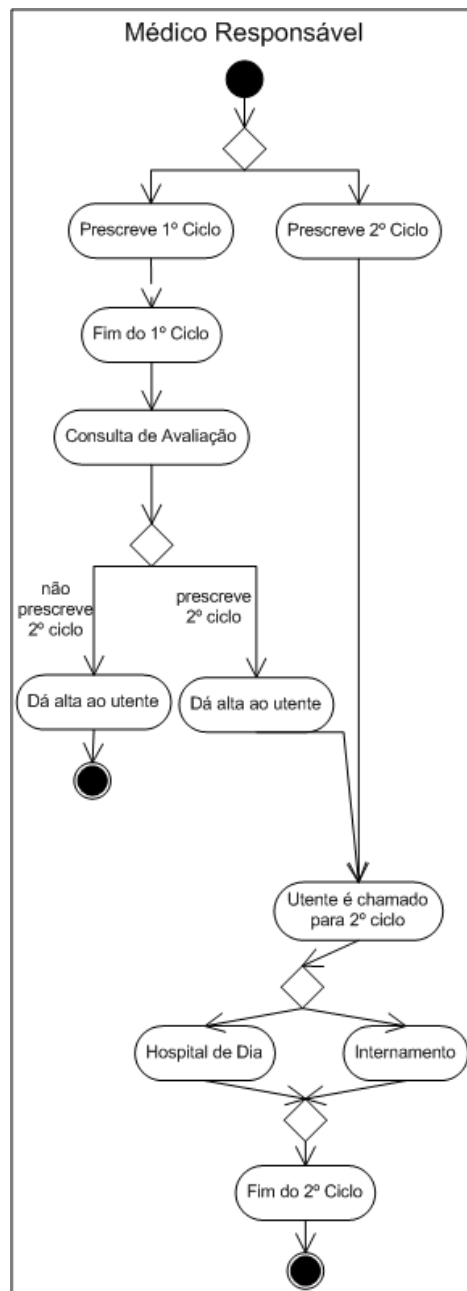 Médico Responsável
Prescreve 1º Ciclo
Prescreve 2º Ciclo
Fim do 1º Ciclo
Consulta de Avaliação
não
prescreve
2º ciclo
prescreve
2º ciclo
Dá alta ao utente
Dá alta ao utente
Utente é chamado
para 2º ciclo
Hospital de Dia
Internamento
Fim do 2º Ciclo